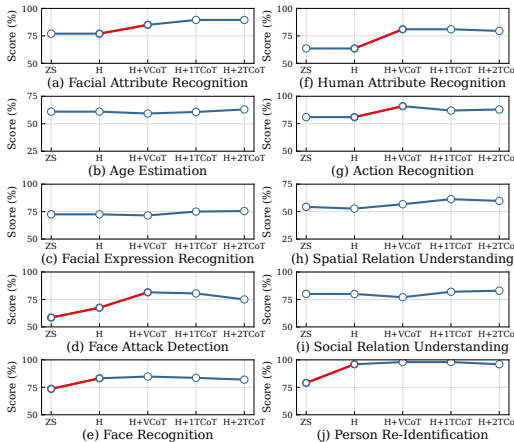 100
75
50
Score (%)
ZS H H+VCoT H+1TCoT H+2TCoT
(a) Facial Attribute Recognition
75
50
25
Score (%)
ZS H H+VCoT H+1TCoT H+2TCoT
(b) Age Estimation
100
75
50
Score (%)
ZS H H+VCoT H+1TCoT H+2TCoT
(c) Facial Expression Recognition
100
75
50
Score (%)
ZS H H+VCoT H+1TCoT H+2TCoT
(d) Face Attack Detection
100
75
50
Score (%)
ZS H H+VCoT H+1TCoT H+2TCoT
(e) Face Recognition
100
75
50
Score (%)
ZS H H+VCoT H+1TCoT H+2TCoT
(f) Human Attribute Recognition
100
75
50
Score (%)
ZS H H+VCoT H+1TCoT H+2TCoT
(g) Action Recognition
75
50
25
Score (%)
ZS H H+VCoT H+1TCoT H+2TCoT
(h) Spatial Relation Understanding
100
75
50
Score (%)
ZS H H+VCoT H+1TCoT H+2TCoT
(i) Social Relation Understanding
100
75
50
Score (%)
ZS H H+VCoT H+1TCoT H+2TCoT
(j) Person Re-Identification